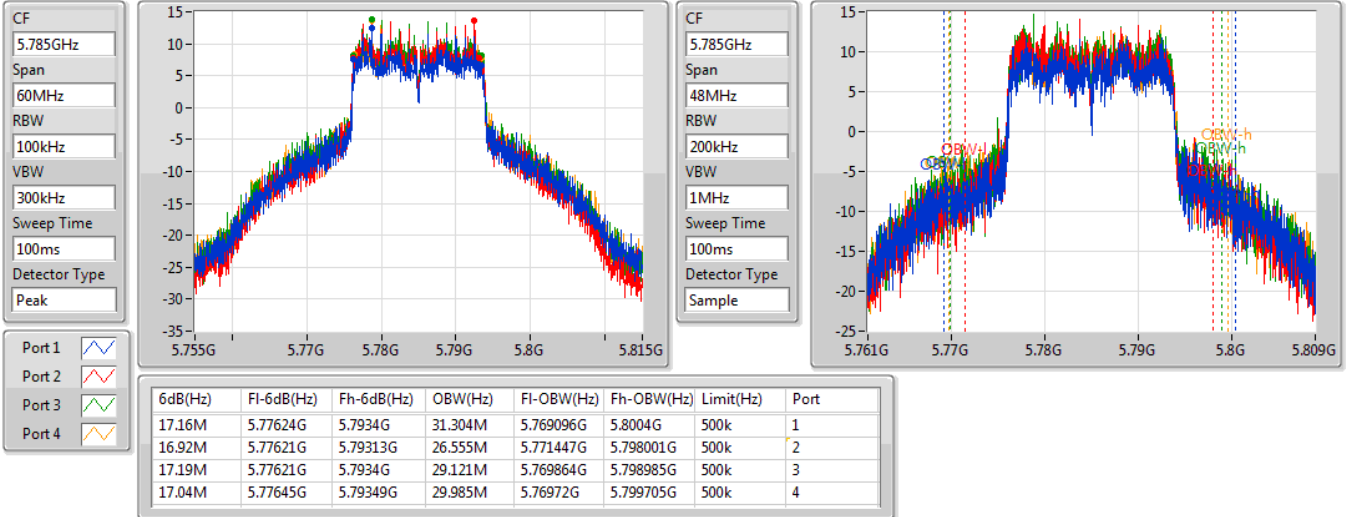 CF
5.785GHz
Span
60MHz
RBW
100kHz
VBW
300kHz
Sweep Time
100ms
Detector Type
Peak
15
10
5
0
-5
-10
-15
-20
-25
-30
-35
5.755G 5.77G 5.78G 5.79G 5.8G 5.815G
CF
5.785GHz
Span
48MHz
RBW
200kHz
VBW
1MHz
Sweep Time
100ms
Detector Type
Sample
15
10
5
0
-5
-10
-15
-20
-25
OBW-h
OBW-l
OBW-h
5.761G 5.77G 5.78G 5.79G 5.8G 5.809G
Port 1
Port 2
Port 3
Port 4
6dB(Hz) Fl-6dB(Hz) Fh-6dB(Hz) OBW(Hz) Fl-OBW(Hz) Fh-OBW(Hz) Limit(Hz) Port
17.16M 5.77624G 5.7934G 31.304M 5.769096G 5.8004G 500k 1
16.92M 5.77621G 5.79313G 26.555M 5.771447G 5.798001G 500k 2
17.19M 5.77621G 5.7934G 29.121M 5.769864G 5.798985G 500k 3
17.04M 5.77645G 5.79349G 29.985M 5.76972G 5.799705G 500k 4